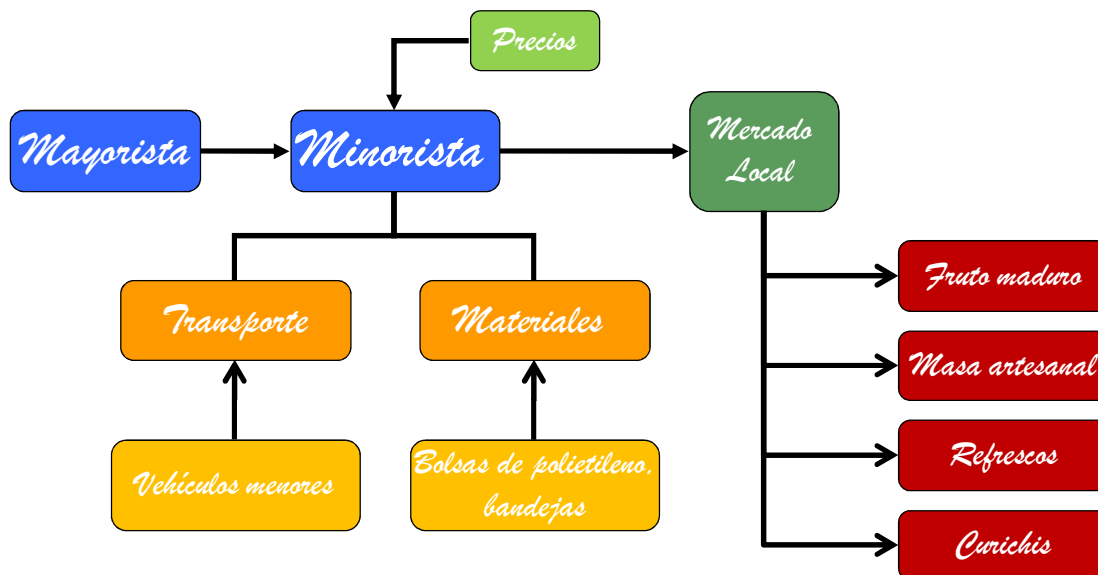 Precios
Mayorista
Minorista
Mercado
Local
Transporte
Materiales
Vehículos menores
Bolsas de polietileno,
bandejas
Fruto maduro
Masa artesanal
Refrescos
Curichis